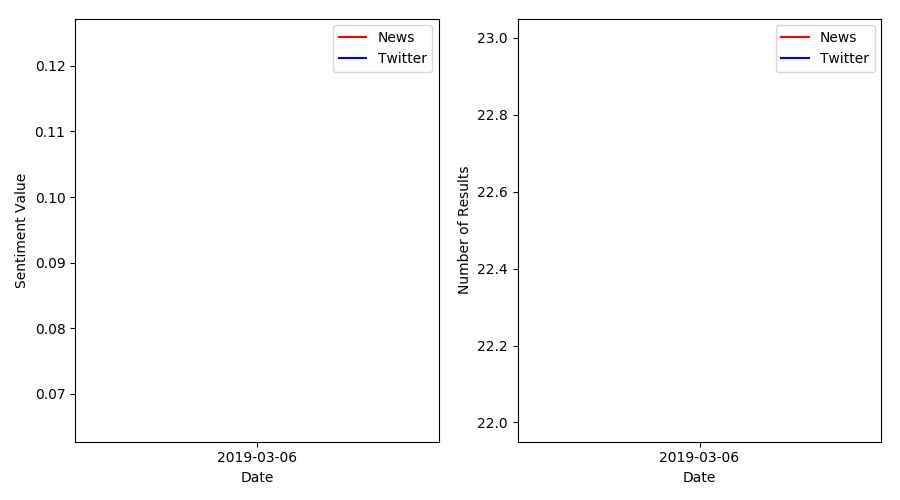 News
Twitter
0.12
0.11
0.10
0.09
0.08
0.07
Sentiment Value
2019-03-06
Date
News
Twitter
23.0
22.8
22.6
22.4
22.2
22.0
Number of Results
2019-03-06
Date